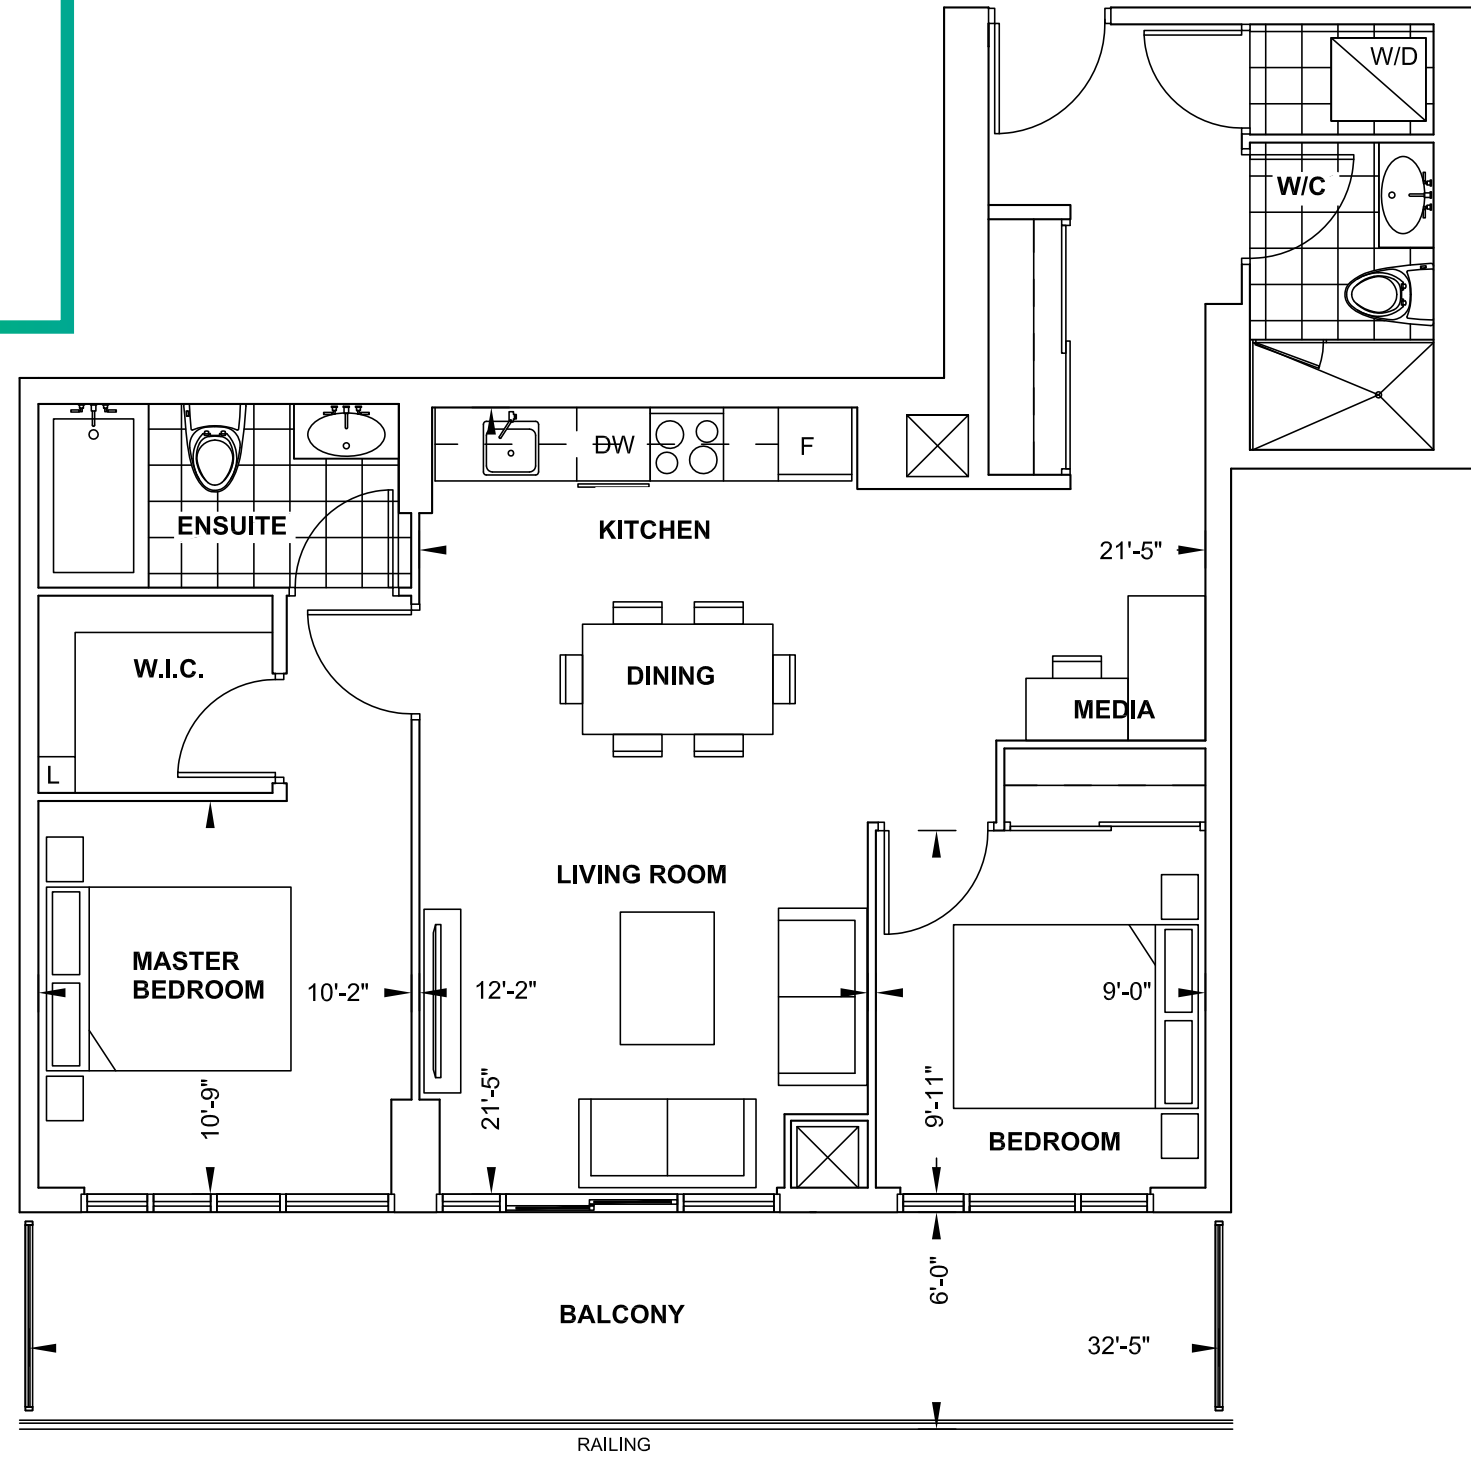 W/D
W/C
DW
F
ENSUITE
KITCHEN
21'-5"
W.I.C.
DINING
MEDIA
L
LIVING ROOM
MASTER
BEDROOM
10'-2"
12'-2"
9'-0"
10'-9"
21'-5"
9'-11"
BEDROOM
6'-0"
BALCONY
32'-5"
RAILING